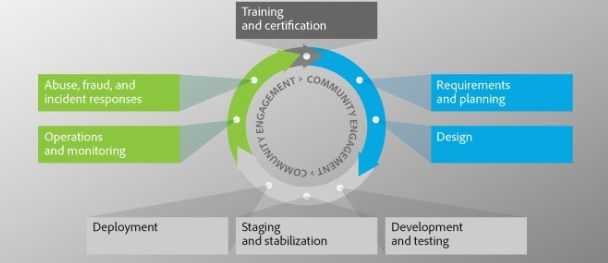 Training
and certification
Abuse, fraud, and
incident responses
Requirements
and planning
Operations
and monitoring
Design
COMMUNITY ENGAGEMENT > COMMUNITY ENGAGEMENT > COMMUNITY ENGAGEMENT >
Deployment
Staging
and stabilization
Development
and testing